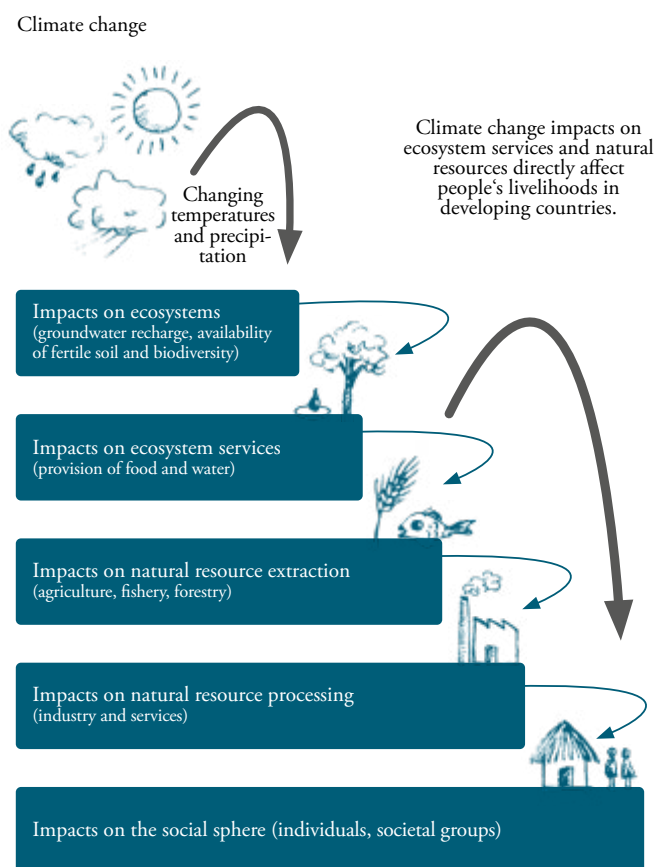 Climate change
Changing
temperatures
and precipi-
tation
Climate change impacts on
ecosystem services and natural
resources directly affect
people‘s livelihoods in
developing countries.
Impacts on ecosystems
(groundwater recharge, availability
of fertile soil and biodiversity)
Impacts on ecosystem services
(provision of food and water)
Impacts on natural resource extraction
(agriculture, fishery, forestry)
Impacts on natural resource processing
(industry and services)
Impacts on the social sphere (individuals, societal groups)